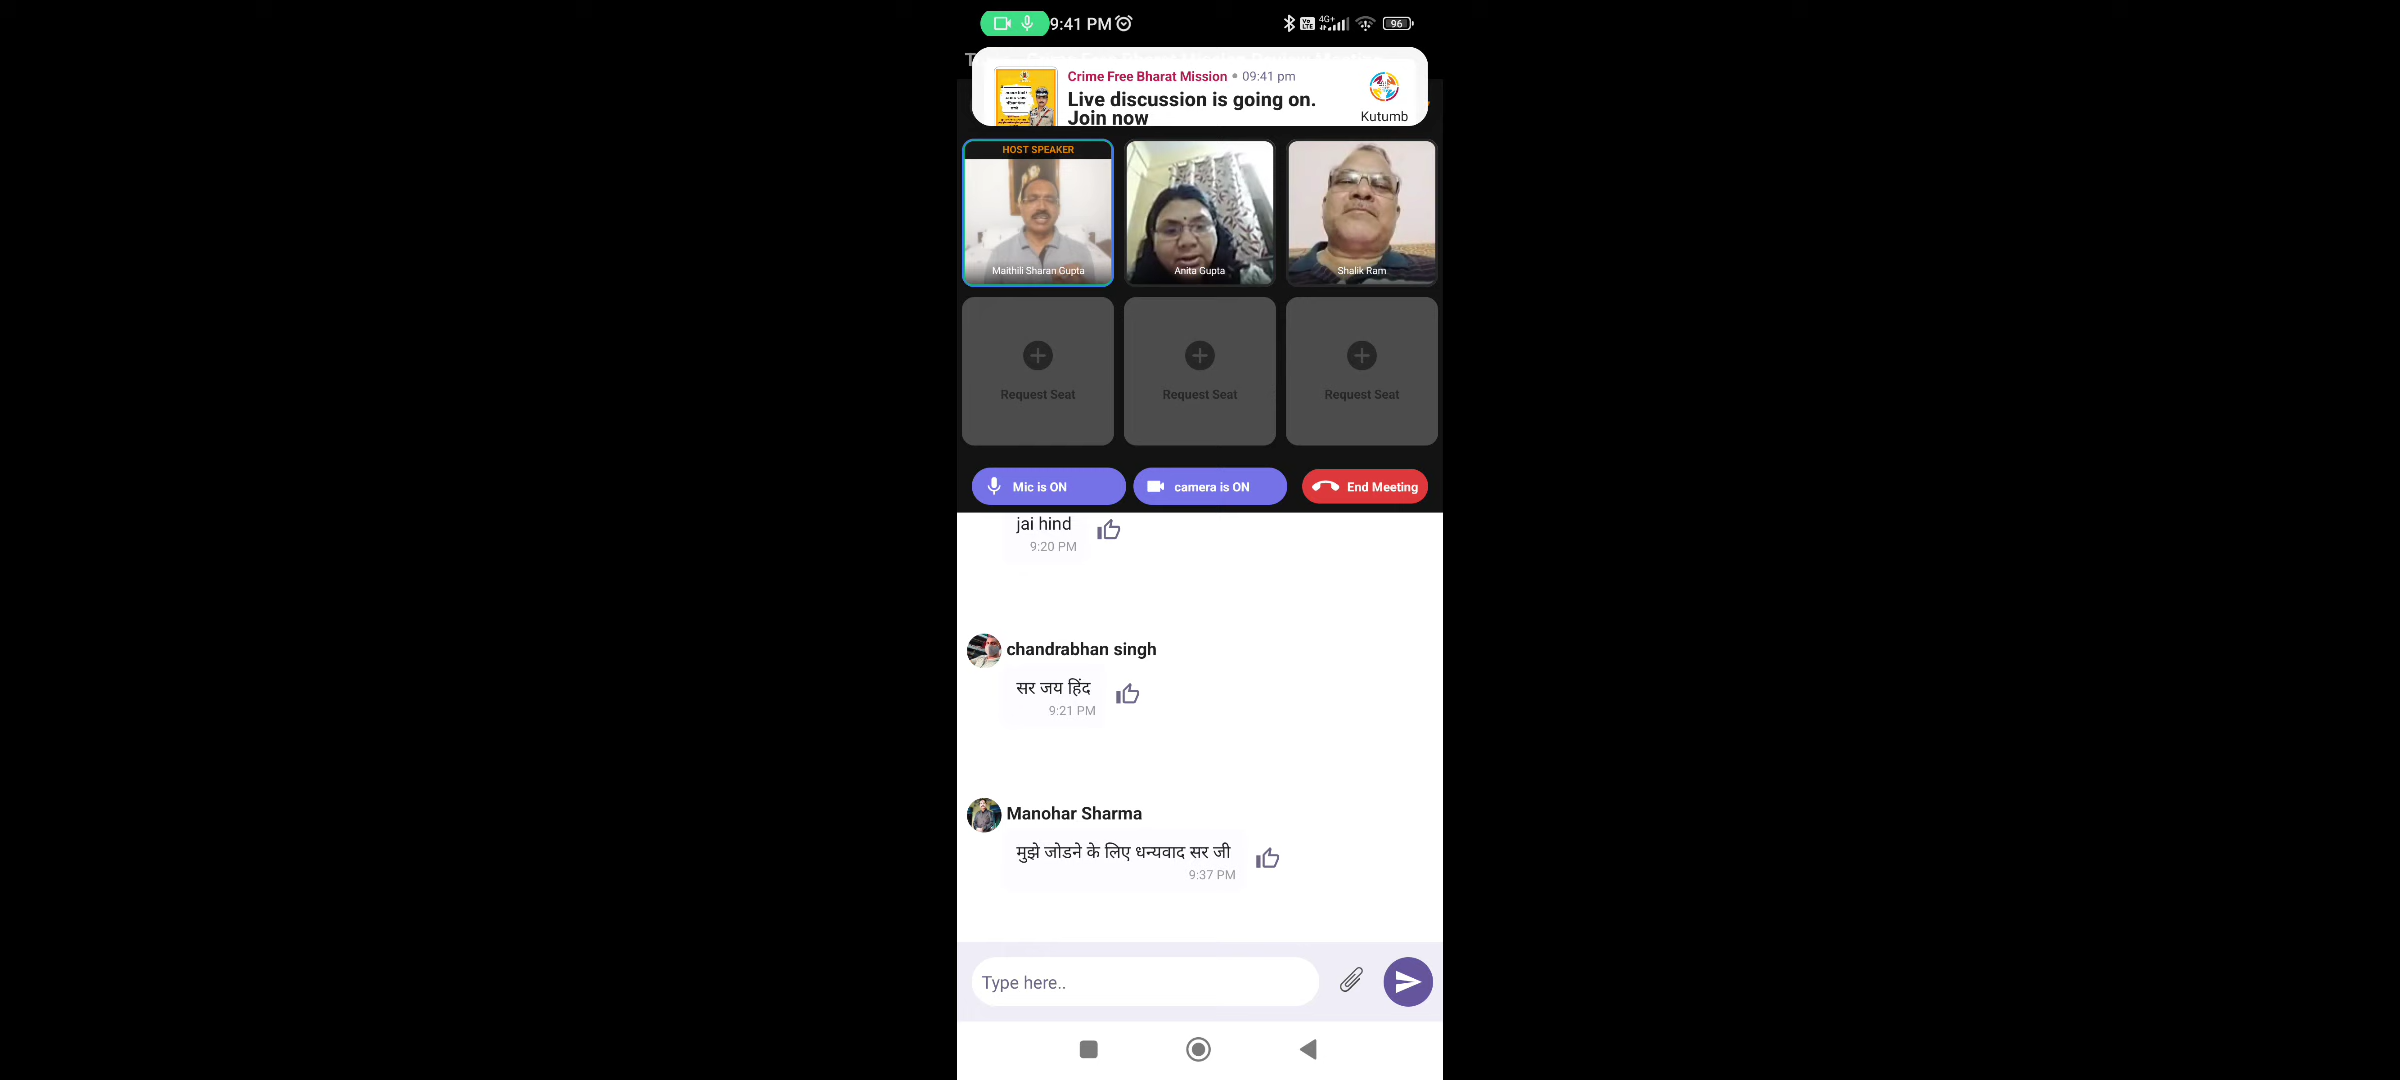 9:41 PM
4G+
96
Crime Free Bharat Mission • 09:41 pm
Live discussion is going on.
Join now
Kutumb
HOST SPEAKER
Maithili Sharan Gupta
Anita Gupta
Shalik Ram
Request Seat
Request Seat
Request Seat
Mic is ON
camera is ON
End Meeting
jai hind
9:20 PM
chandrabhan singh
सर जय हिंद
9:21 PM
Manohar Sharma
मुझे जोडने के लिए धन्यवाद सर जी
9:37 PM
Type here..